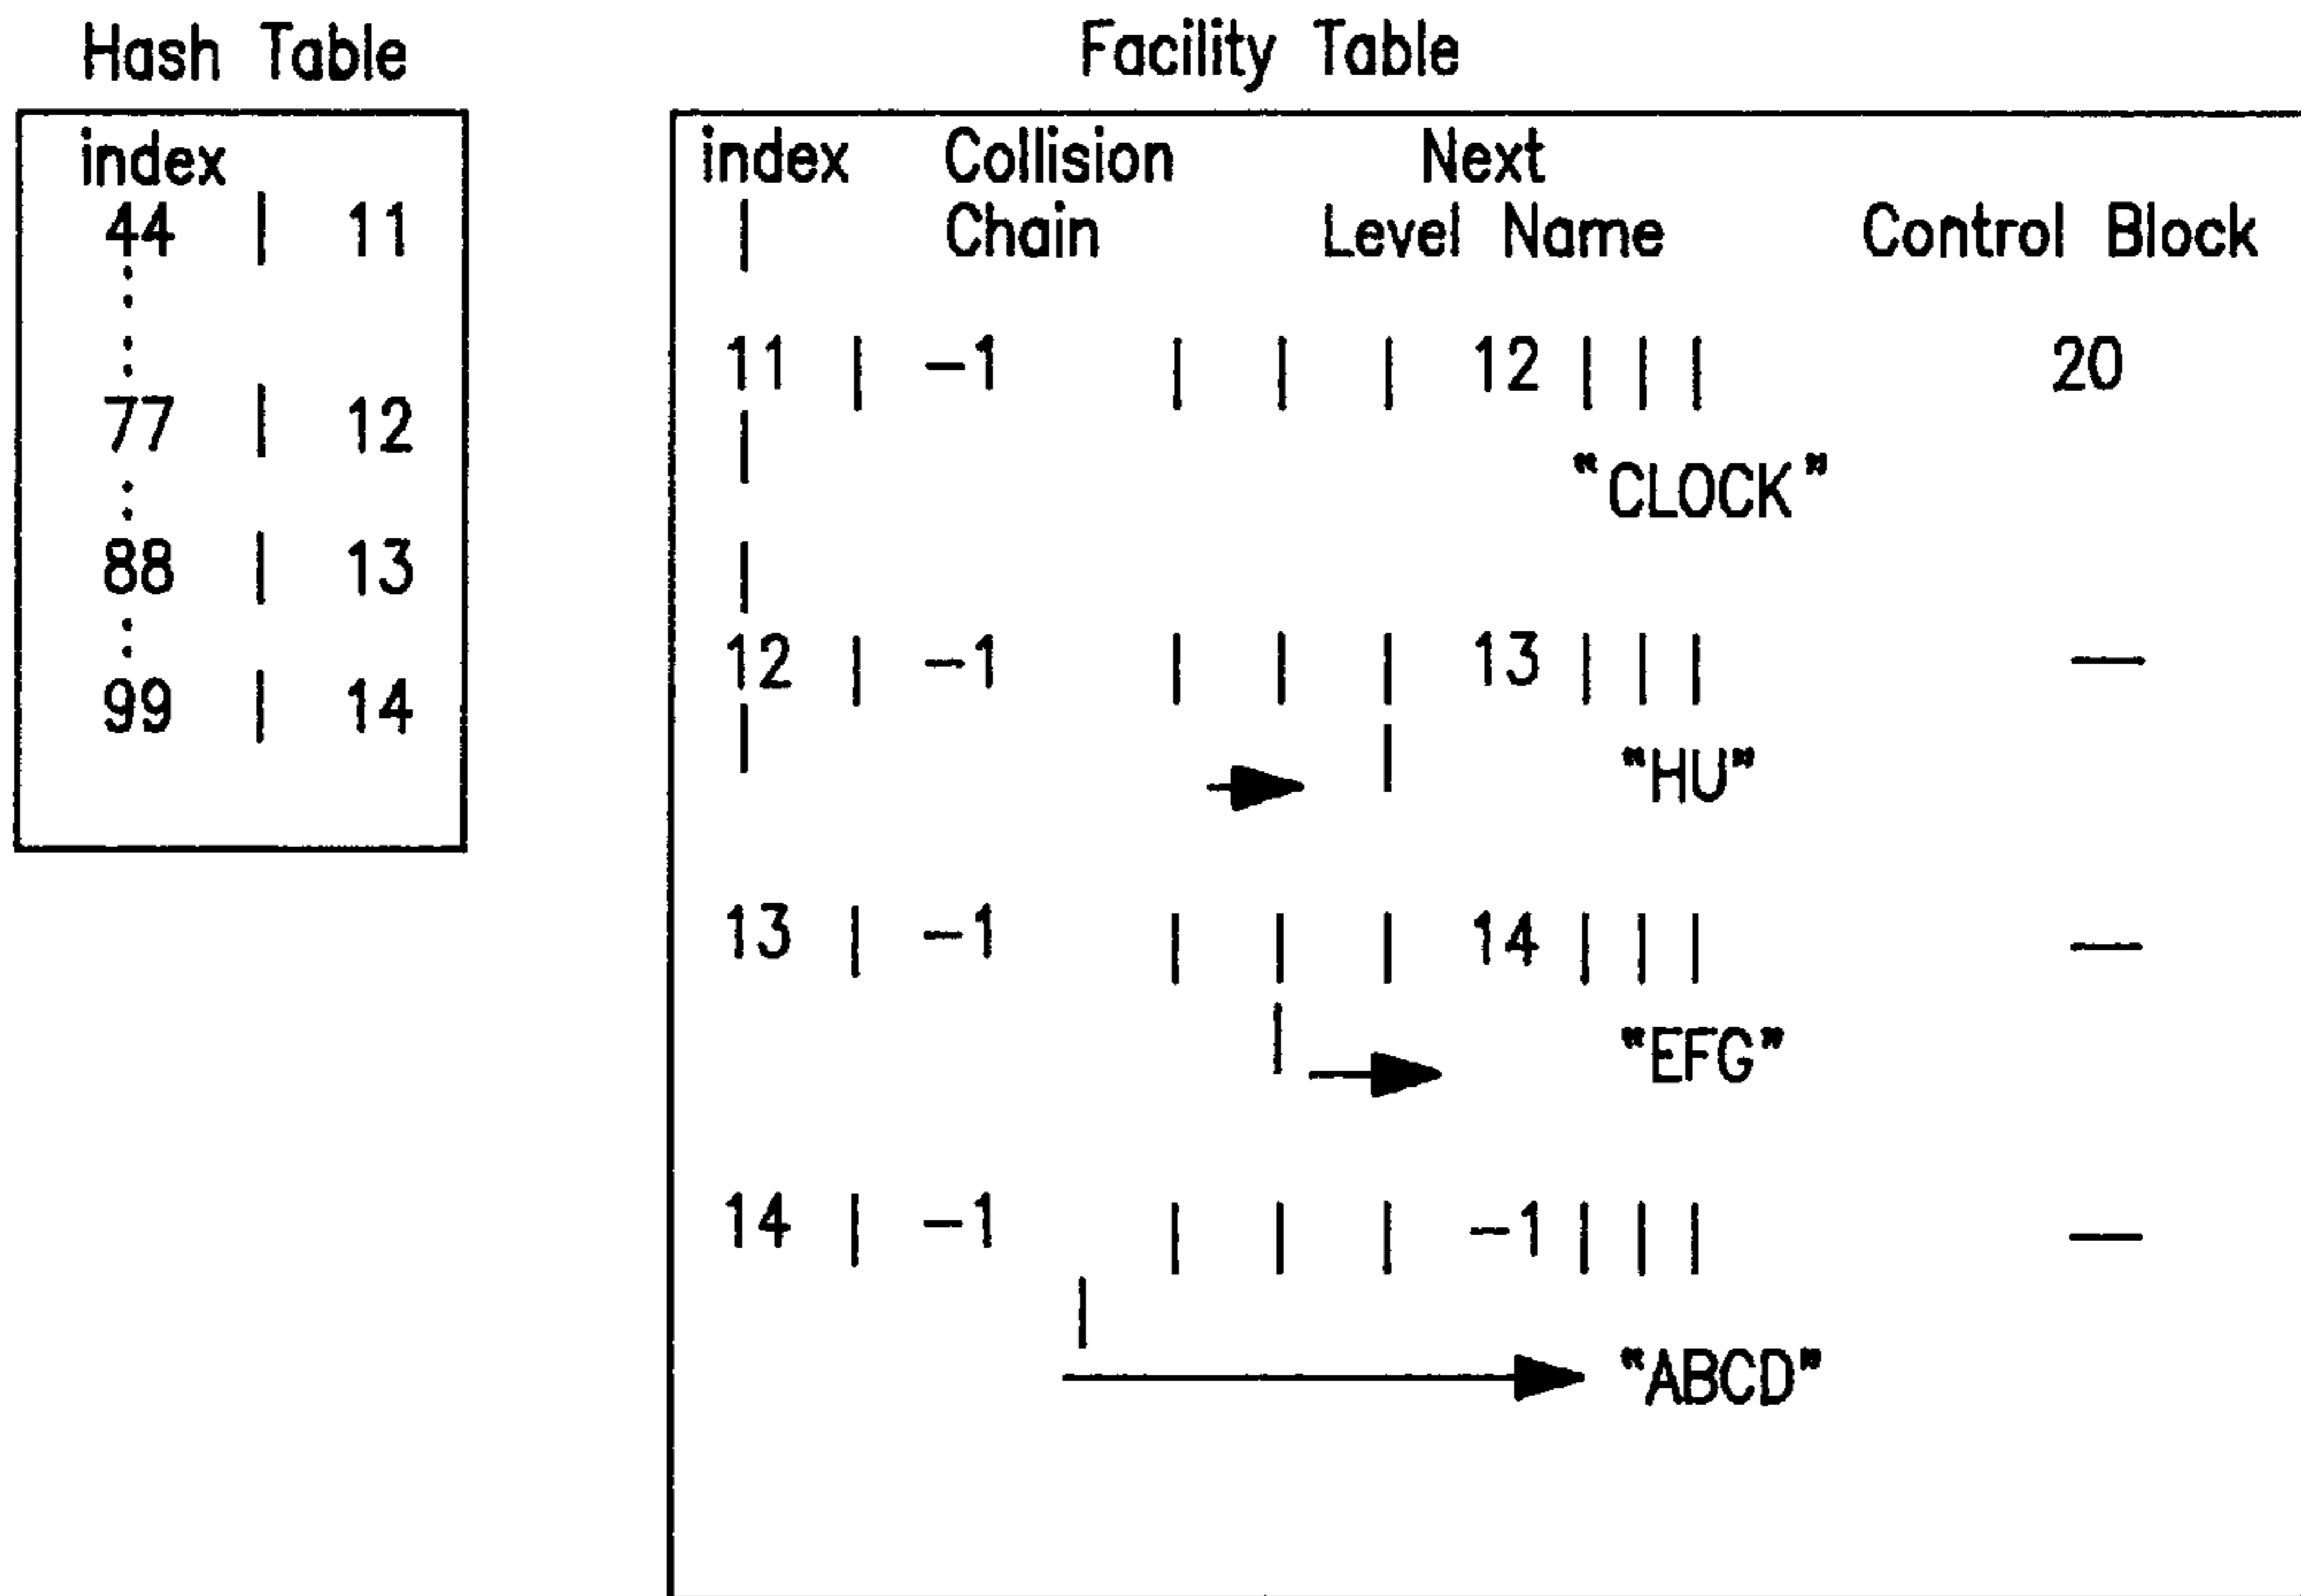 Hash Table
index
44 | 11
77 | 12
88 | 13
99 | 14
Facility Table
index Collision Next
| Chain Level Name Control Block
11 | -1 | | | 12 | | | 20
"CLOCK"
12 | -1 | | | 13 | | | —
"HIJ"
13 | -1 | | | 14 | | | —
"EFG"
14 | -1 | | | -1 | | | —
"ABCD"